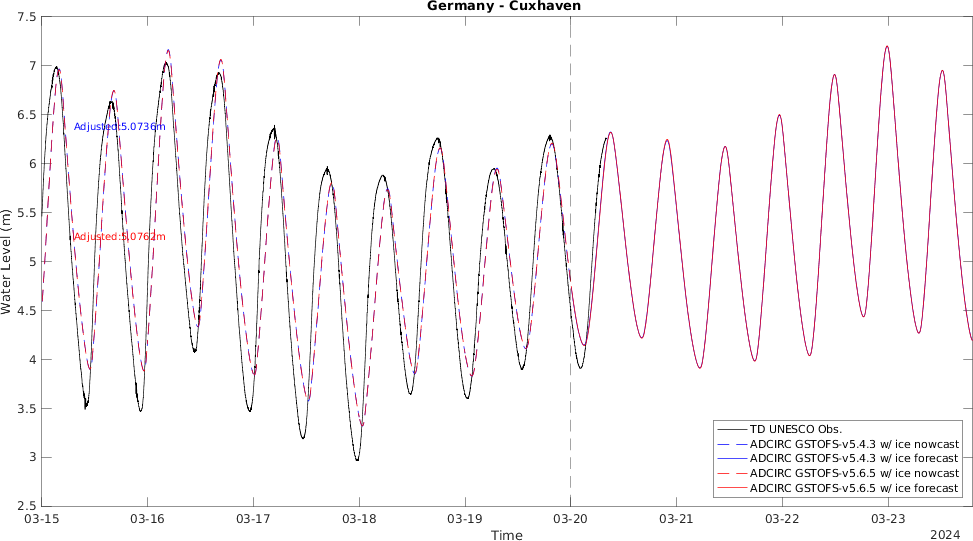 Germany - Cuxhaven
7.5
7
6.5
6
5.5
5
4.5
4
3.5
3
2.5
Water Level (m)
Adjusted:5.0736m
Adjusted:5.0762m
TD UNESCO Obs.
ADCIRC GSTOFS-v5.4.3 w/ ice nowcast
ADCIRC GSTOFS-v5.4.3 w/ ice forecast
ADCIRC GSTOFS-v5.6.5 w/ ice nowcast
ADCIRC GSTOFS-v5.6.5 w/ ice forecast
03-15 03-16 03-17 03-18 03-19 03-20 03-21 03-22 03-23
Time
2024